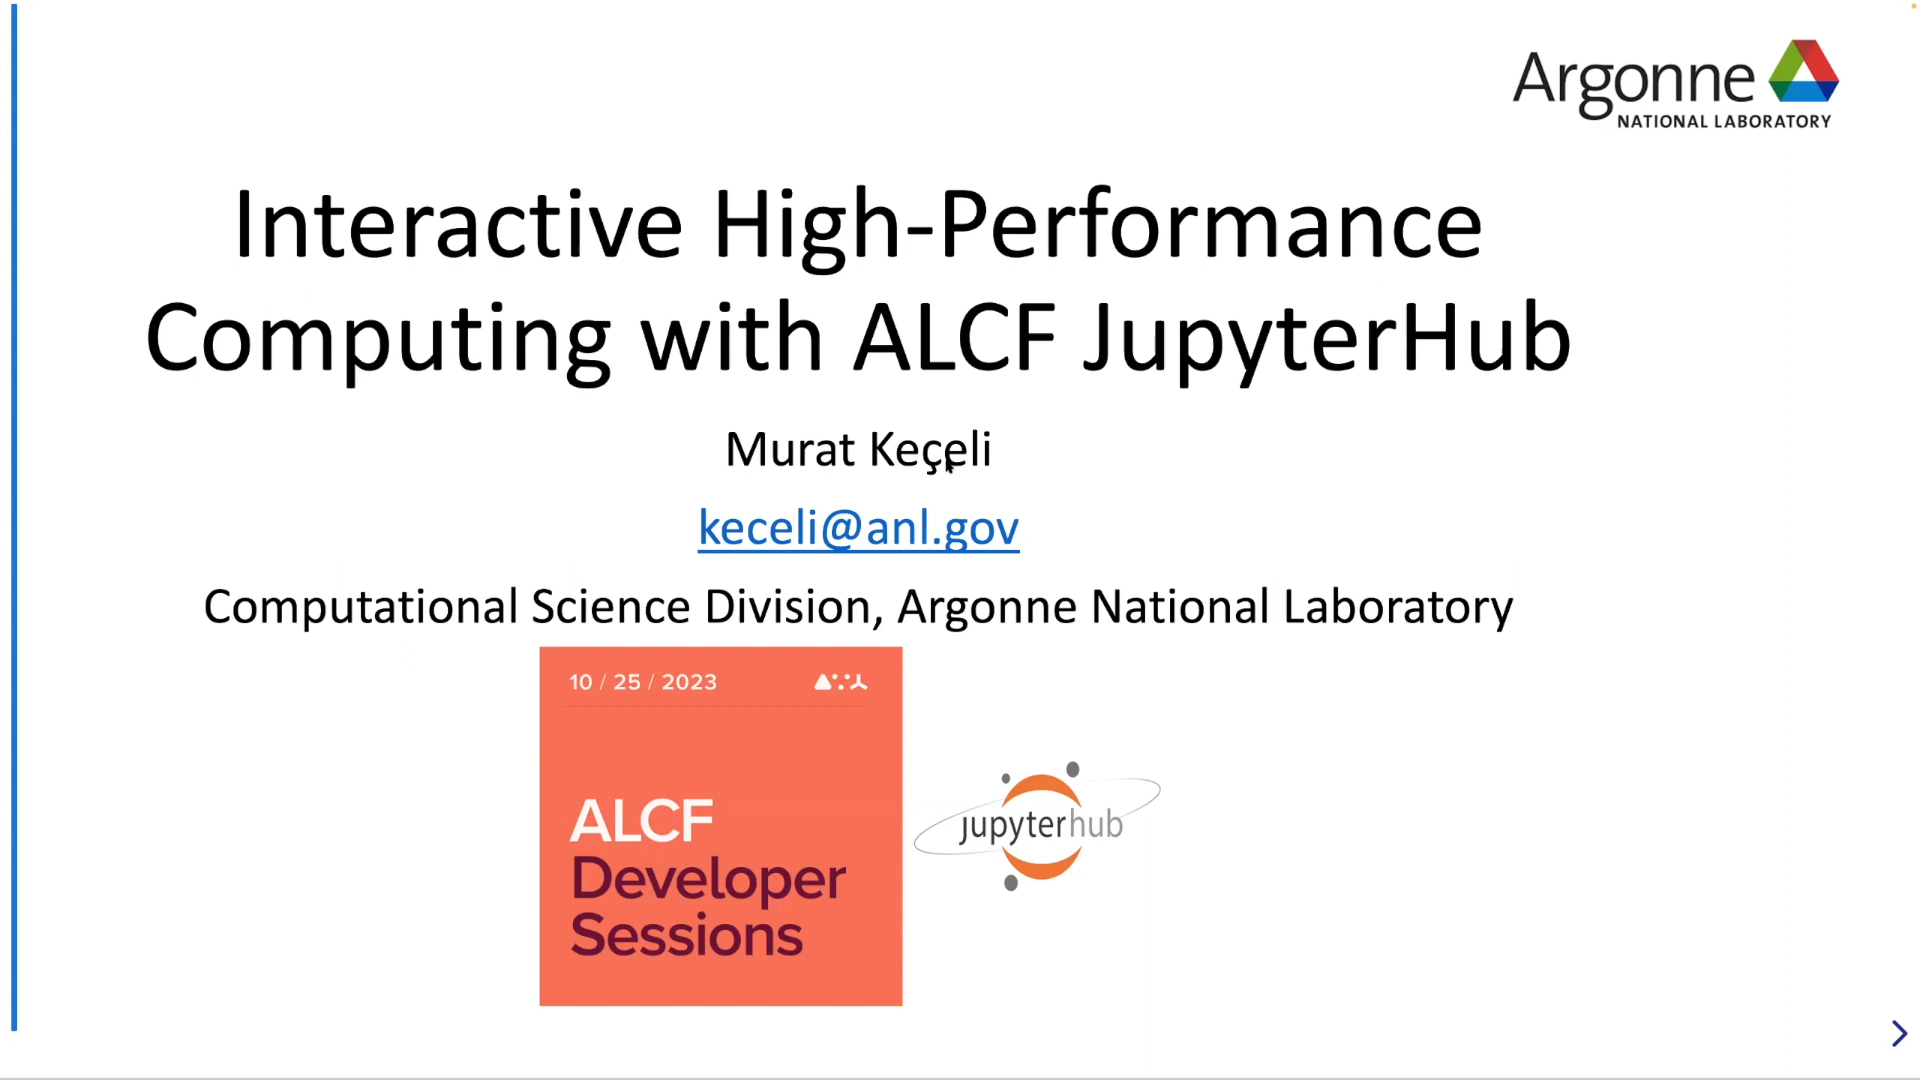 Argonne
NATIONAL LABORATORY
Interactive High-Performance
Computing with ALCF JupyterHub
Murat Keçeli
keceli@anl.gov
Computational Science Division, Argonne National Laboratory
10 / 25 / 2023
ALCF
Developer
Sessions
jupyterhub